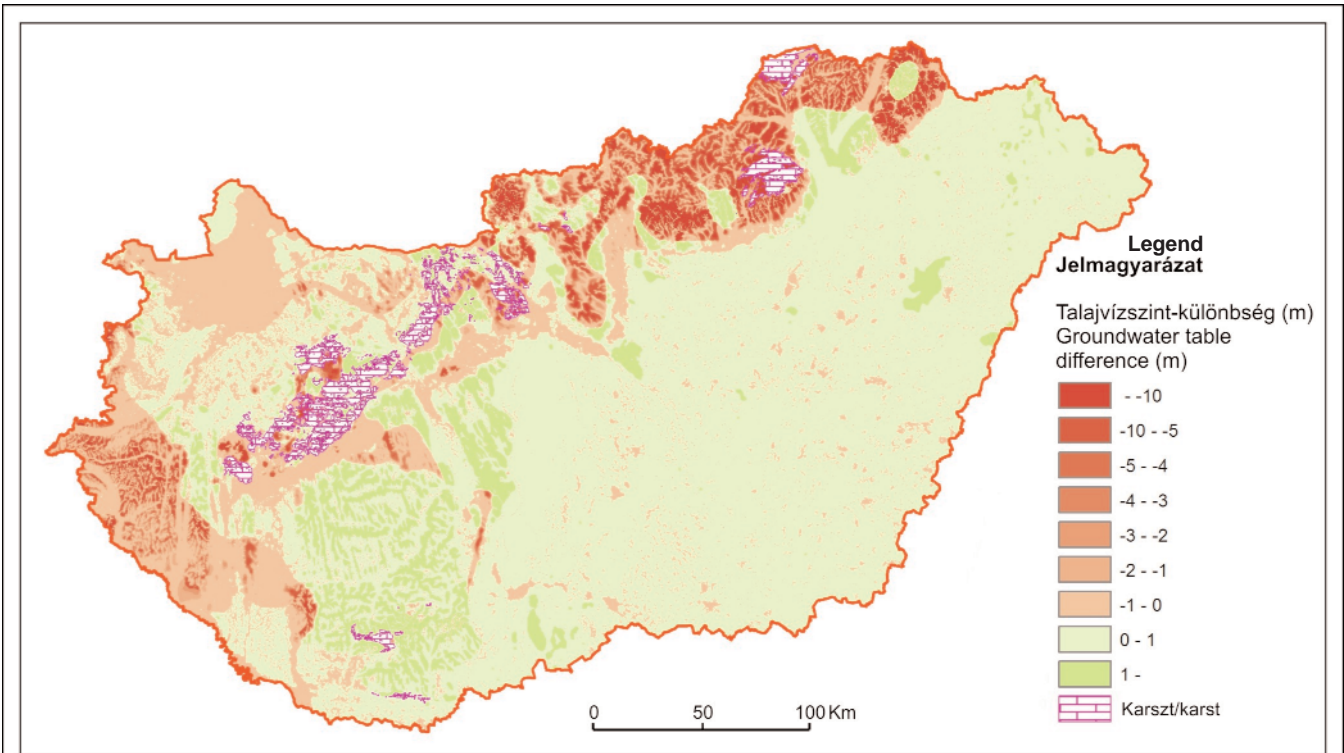 Legend
Jelmagyarázat
Talajvízszint-különbség (m)
Groundwater table
difference (m)
- -10
-10 - -5
-5 - -4
-4 - -3
-3 - -2
-2 - -1
-1 - 0
0 - 1
1 -
Karszt/karst
0 50 100 Km